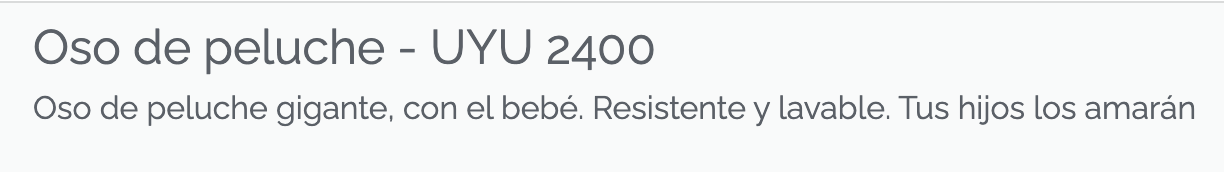 Oso de peluche - UYU 2400
Oso de peluche gigante, con el bebé. Resistente y lavable. Tus hijos los amarán